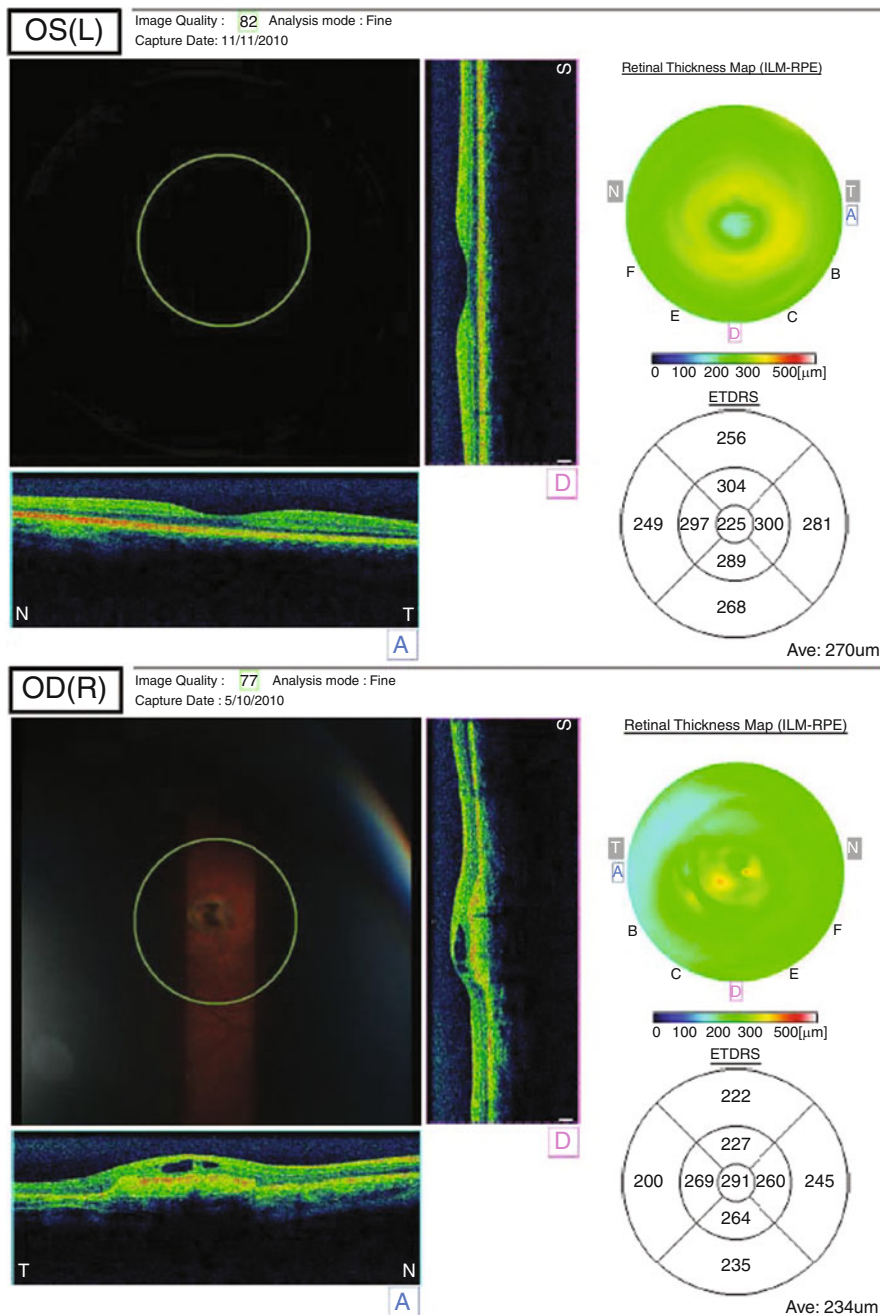 OS(L)
Image Quality : 82 Analysis mode : Fine
Capture Date: 11/11/2010
S
Retinal Thickness Map (ILM-RPE)
N T
A
F B
E C
D
0 100 200 300 500[μm]
ETDRS
256
304
249 297 225 300 281
289
268
Ave: 270um
D
N T
A
OD(R)
Image Quality : 77 Analysis mode : Fine
Capture Date : 5/10/2010
S
Retinal Thickness Map (ILM-RPE)
T N
A
B F
C E
D
0 100 200 300 500[μm]
ETDRS
222
227
200 269 291 260 245
264
235
Ave: 234um
D
T N
A